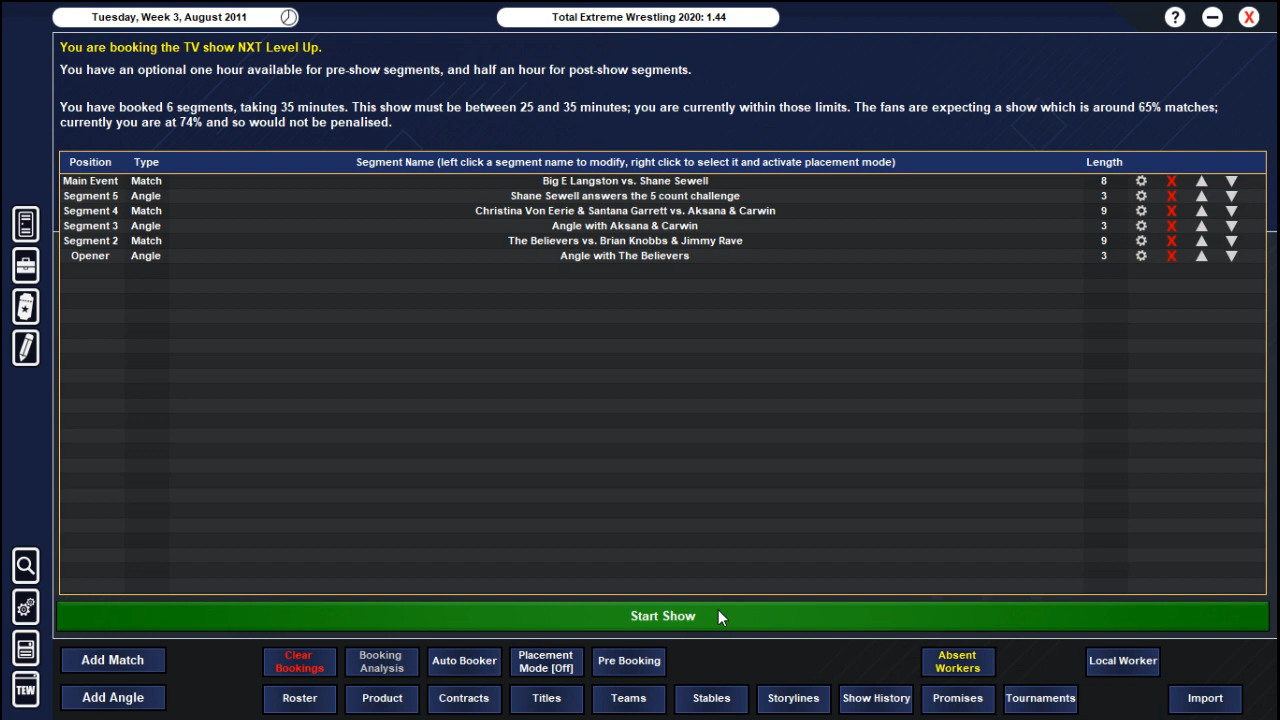 Tuesday, Week 3, August 2011
Total Extreme Wrestling 2020: 1.44
?
X
You are booking the TV show NXT Level Up.
You have an optional one hour available for pre-show segments, and half an hour for post-show segments.
You have booked 6 segments, taking 35 minutes. This show must be between 25 and 35 minutes; you are currently within those limits. The fans are expecting a show which is around 65% matches;
currently you are at 74% and so would not be penalised.
Position Type Segment Name (left click a segment name to modify, right click to select it and activate placement mode) Length
Main Event Match Big E Langston vs. Shane Sewell 8 X
Segment 5 Angle Shane Sewell answers the 5 count challenge 3 X
Segment 4 Match Christina Von Eerie & Santana Garrett vs. Aksana & Carwin 9 X
Segment 3 Angle Angle with Aksana & Carwin 3 X
Segment 2 Match The Believers vs. Brian Knobbs & Jimmy Rave 9 X
Opener Angle Angle with The Believers 3 X
Start Show
Add Match
Clear Bookings
Booking Analysis
Auto Booker
Placement Mode [Off]
Pre Booking
Absent Workers
Local Worker
TEW
Add Angle
Roster
Product
Contracts
Titles
Teams
Stables
Storylines
Show History
Promises
Tournaments
Import